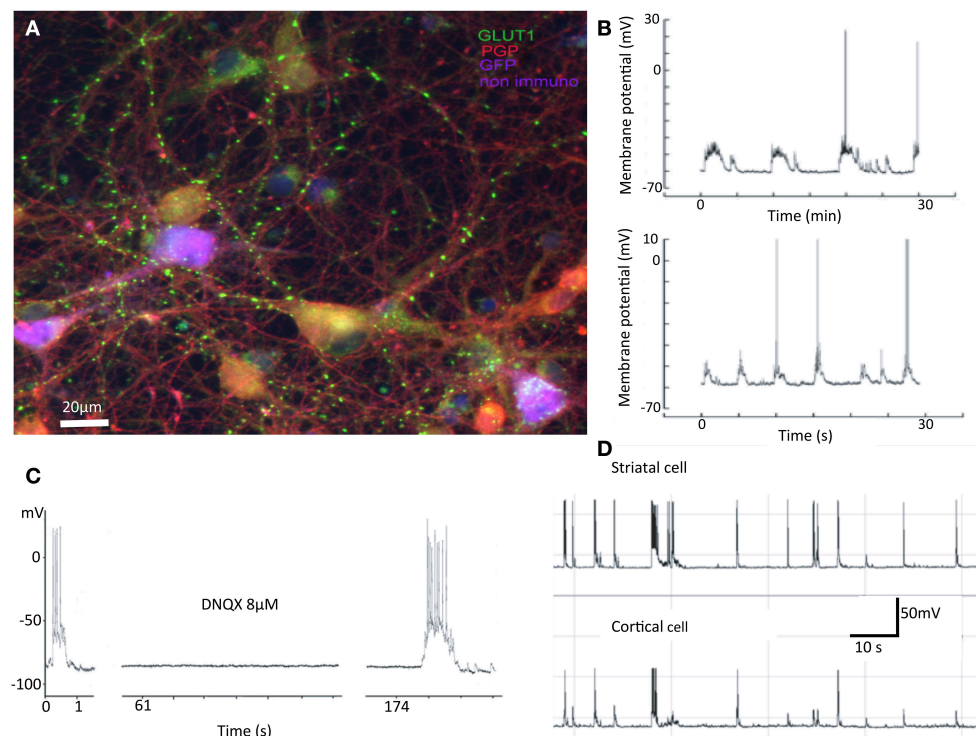 A
GLUT1
PGP
GFP
non immuno
20µm
B
30
0
-70
Membrane potential (mV)
0
30
Time (min)
10
0
-70
Membrane potential (mV)
0
30
Time (s)
C
mV
0
-50
-100
DNQX 8µM
0
1
61
174
Time (s)
D
Striatal cell
Cortical cell
50mV
10 s